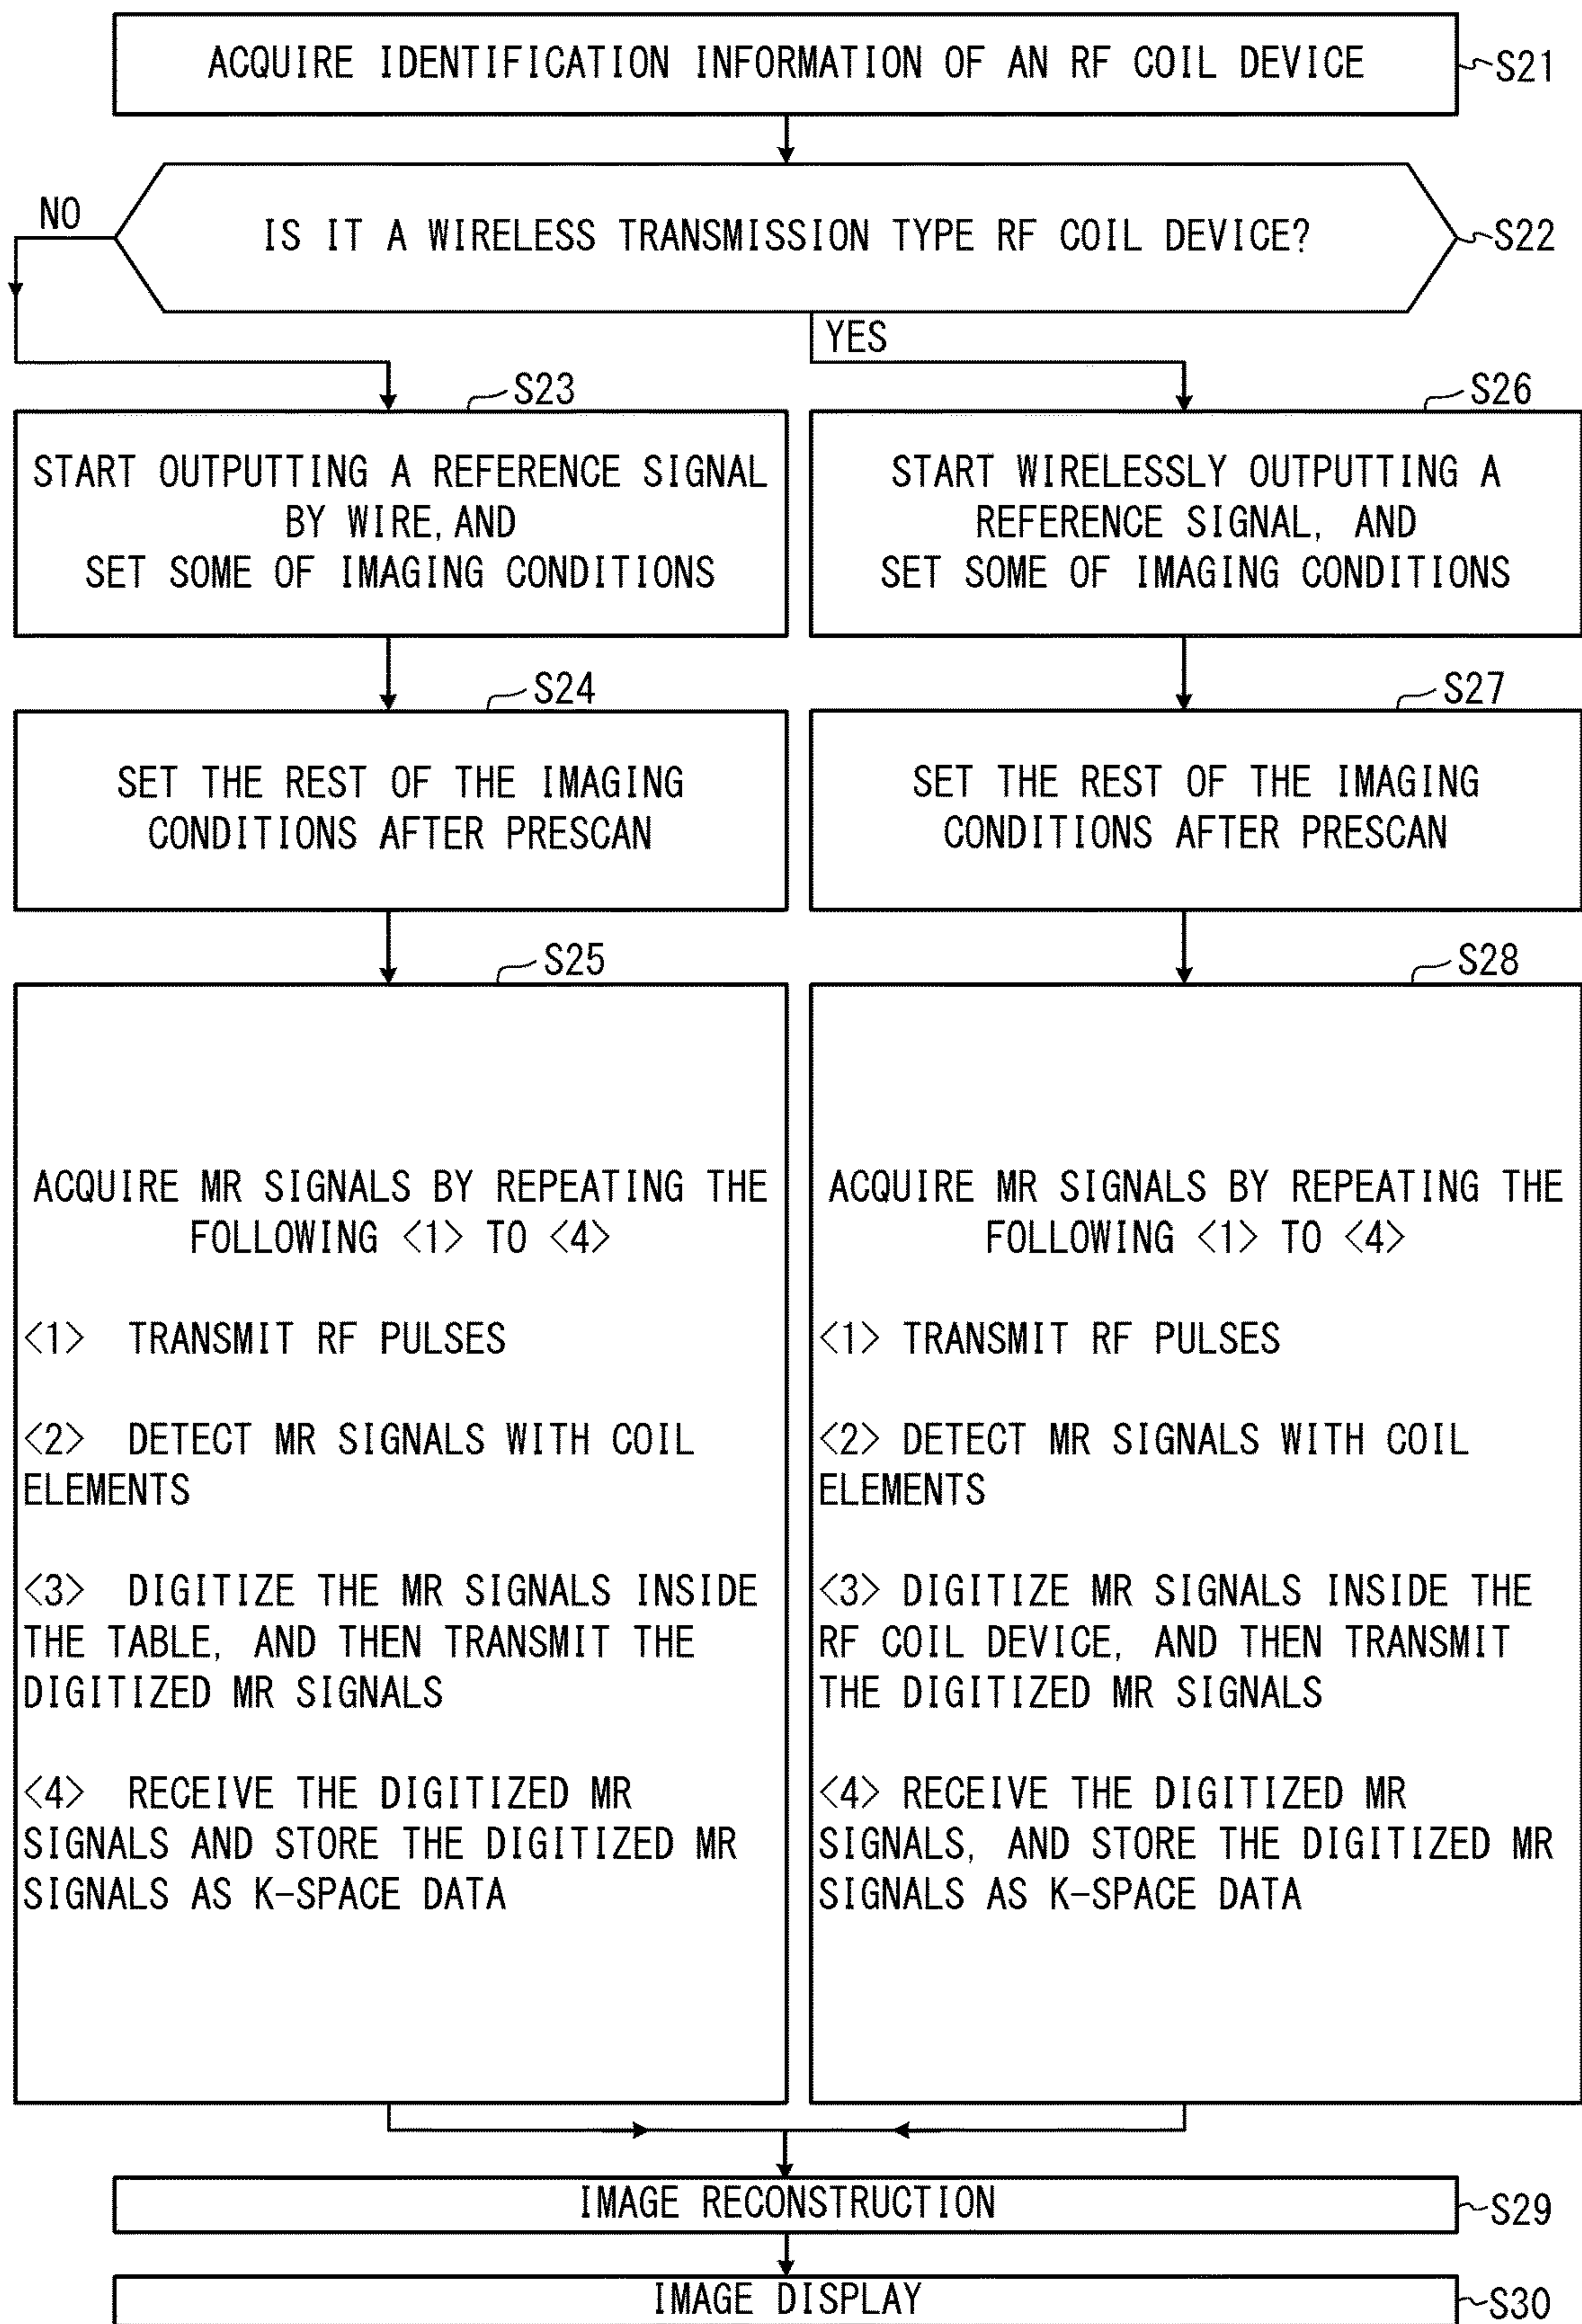 ACQUIRE IDENTIFICATION INFORMATION OF AN RF COIL DEVICE
S21
NO
IS IT A WIRELESS TRANSMISSION TYPE RF COIL DEVICE?
S22
YES
S23
START OUTPUTTING A REFERENCE SIGNAL
BY WIRE, AND
SET SOME OF IMAGING CONDITIONS
S26
START WIRELESSLY OUTPUTTING A
REFERENCE SIGNAL, AND
SET SOME OF IMAGING CONDITIONS
S24
SET THE REST OF THE IMAGING
CONDITIONS AFTER PRESCAN
S27
SET THE REST OF THE IMAGING
CONDITIONS AFTER PRESCAN
S25
ACQUIRE MR SIGNALS BY REPEATING THE
FOLLOWING <1> TO <4>
<1> TRANSMIT RF PULSES
<2> DETECT MR SIGNALS WITH COIL
ELEMENTS
<3> DIGITIZE THE MR SIGNALS INSIDE
THE TABLE, AND THEN TRANSMIT THE
DIGITIZED MR SIGNALS
<4> RECEIVE THE DIGITIZED MR
SIGNALS AND STORE THE DIGITIZED MR
SIGNALS AS K-SPACE DATA
S28
ACQUIRE MR SIGNALS BY REPEATING THE
FOLLOWING <1> TO <4>
<1> TRANSMIT RF PULSES
<2> DETECT MR SIGNALS WITH COIL
ELEMENTS
<3> DIGITIZE MR SIGNALS INSIDE THE
RF COIL DEVICE, AND THEN TRANSMIT
THE DIGITIZED MR SIGNALS
<4> RECEIVE THE DIGITIZED MR
SIGNALS, AND STORE THE DIGITIZED MR
SIGNALS AS K-SPACE DATA
IMAGE RECONSTRUCTION
S29
IMAGE DISPLAY
S30